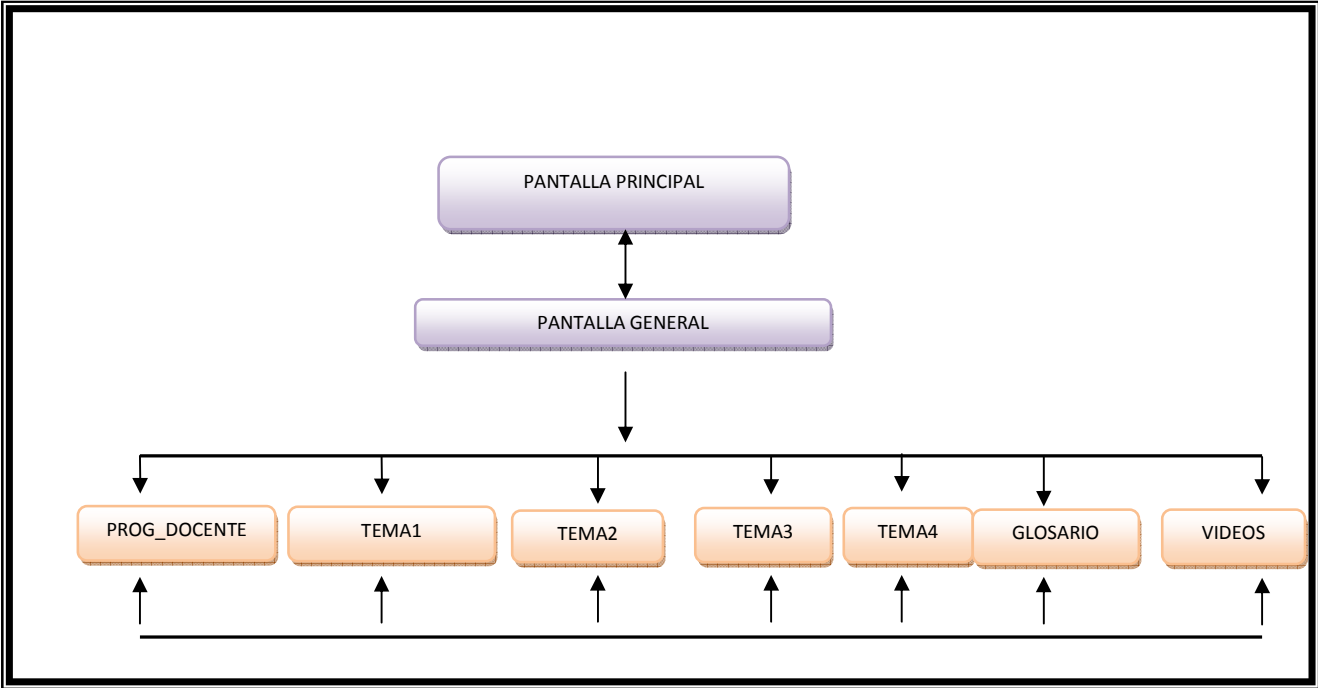 PANTALLA PRINCIPAL
PANTALLA GENERAL
PROG_DOCENTE
TEMA1
TEMA2
TEMA3
TEMA4
GLOSARIO
VIDEOS